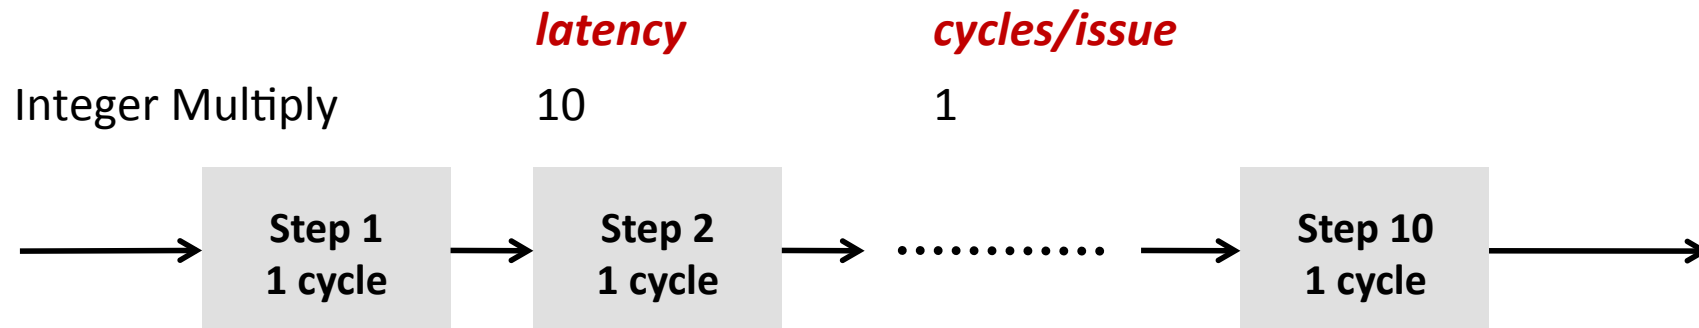 latency cycles/issue
Integer Multiply 10 1
Step 1
1 cycle
Step 2
1 cycle
...........
Step 10
1 cycle